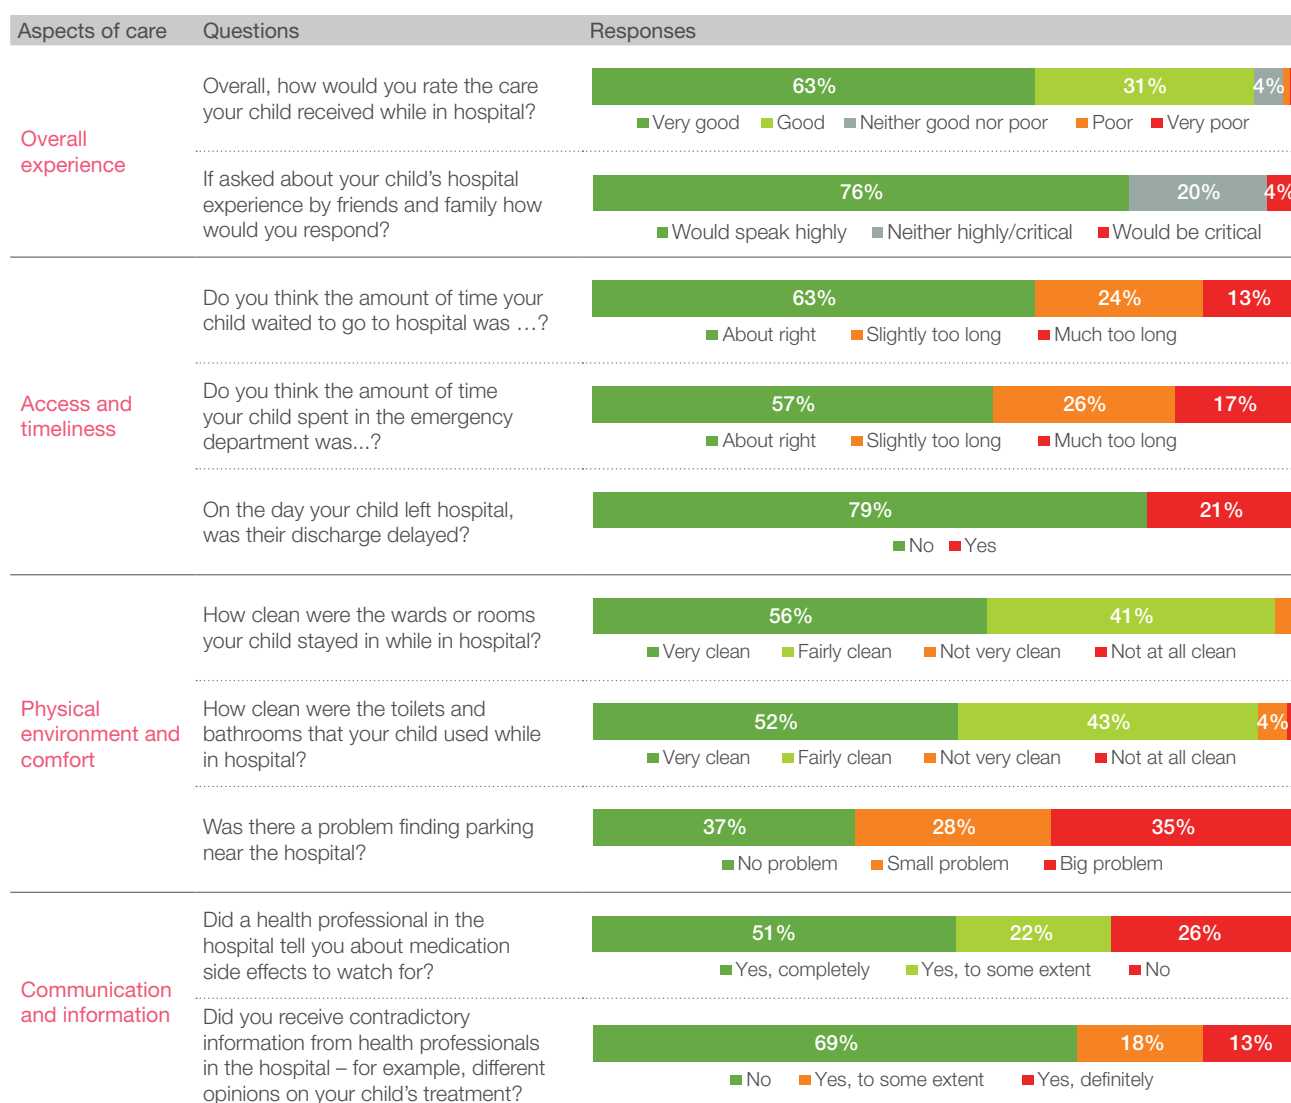 Aspects of care Questions Responses
Overall experience
Overall, how would you rate the care
your child received while in hospital?
63% 31% 4%
Very good Good Neither good nor poor Poor Very poor
If asked about your child's hospital
experience by friends and family how
would you respond?
76% 20% 4%
Would speak highly Neither highly/critical Would be critical
Access and
timeliness
Do you think the amount of time your
child waited to go to hospital was …?
63% 24% 13%
About right Slightly too long Much too long
Do you think the amount of time
your child spent in the emergency
department was...?
57% 26% 17%
About right Slightly too long Much too long
On the day your child left hospital,
was their discharge delayed?
79% 21%
No Yes
Physical
environment and
comfort
How clean were the wards or rooms
your child stayed in while in hospital?
56% 41%
Very clean Fairly clean Not very clean Not at all clean
How clean were the toilets and
bathrooms that your child used while
in hospital?
52% 43% 4%
Very clean Fairly clean Not very clean Not at all clean
Was there a problem finding parking
near the hospital?
37% 28% 35%
No problem Small problem Big problem
Communication
and information
Did a health professional in the
hospital tell you about medication
side effects to watch for?
51% 22% 26%
Yes, completely Yes, to some extent No
Did you receive contradictory
information from health professionals
in the hospital – for example, different
opinions on your child's treatment?
69% 18% 13%
No Yes, to some extent Yes, definitely